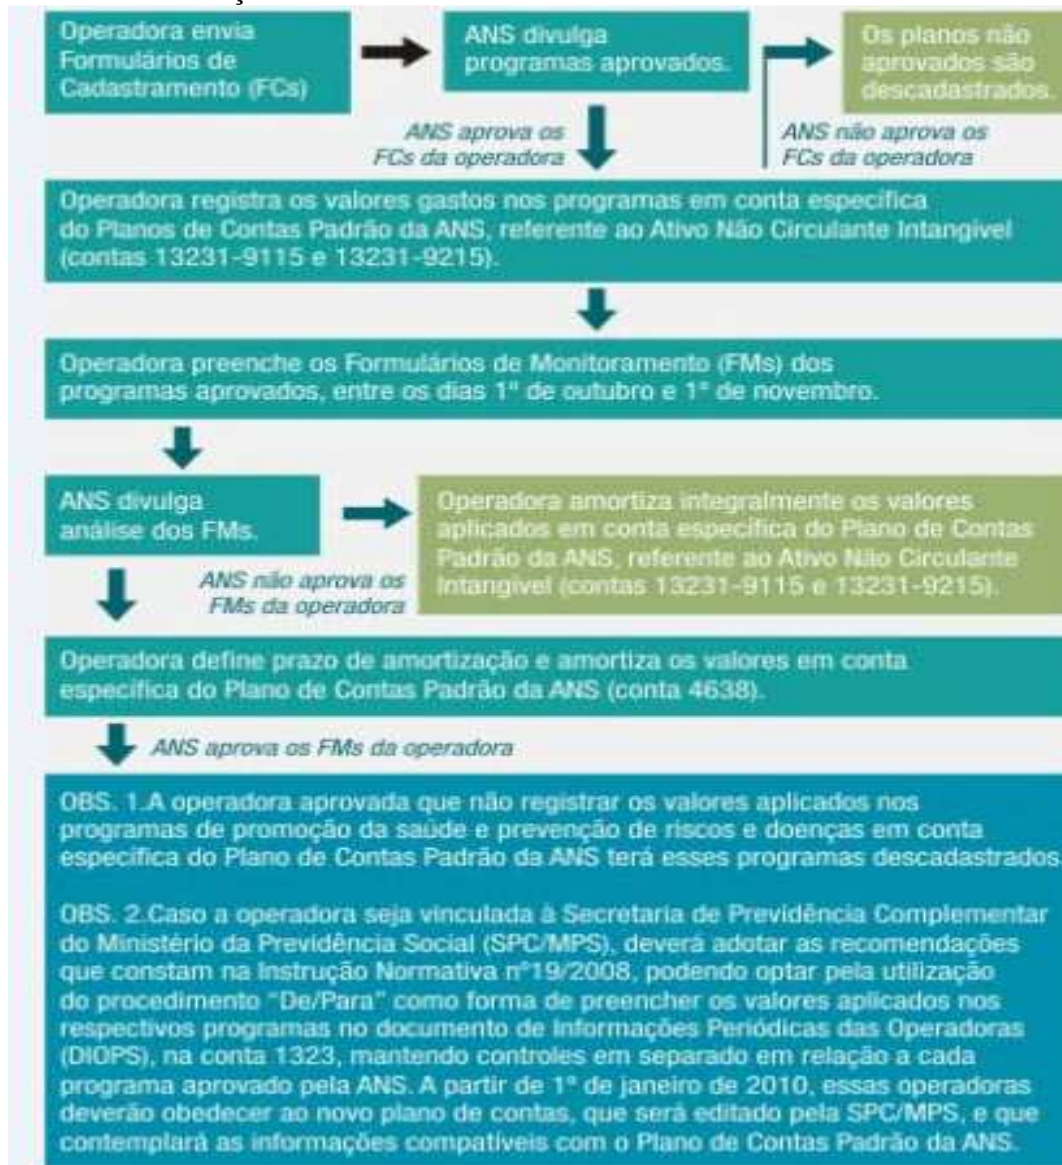 Operadora envia
Formulários de
Cadastramento (FCs)
ANS divulga
programas aprovados.
Os planos não
aprovados são
descadastrados.
ANS aprova os
FCs da operadora
ANS não aprova os
FCs da operadora
Operadora registra os valores gastos nos programas em conta específica
do Planos de Contas Padrão da ANS, referente ao Ativo Não Circulante Intangível
(contas 13231-9115 e 13231-9215).
Operadora preenche os Formulários de Monitoramento (FMs) dos
programas aprovados, entre os dias 1º de outubro e 1º de novembro.
ANS divulga
análise dos FMs.
Operadora amortiza integralmente os valores
aplicados em conta específica do Plano de Contas
Padrão da ANS, referente ao Ativo Não Circulante
Intangível (contas 13231-9115 e 13231-9215).
ANS não aprova os
FMs da operadora
Operadora define prazo de amortização e amortiza os valores em conta
específica do Plano de Contas Padrão da ANS (conta 4638).
ANS aprova os FMs da operadora
OBS. 1.A operadora aprovada que não registrar os valores aplicados nos
programas de promoção da saúde e prevenção de riscos e doenças em conta
específica do Plano de Contas Padrão da ANS terá esses programas descadastrados
OBS. 2.Caso a operadora seja vinculada à Secretaria de Previdência Complementar
do Ministério da Previdência Social (SPC/MPS), deverá adotar as recomendações
que constam na Instrução Normativa nº19/2008, podendo optar pela utilização
do procedimento "De/Para" como forma de preencher os valores aplicados nos
respectivos programas no documento de Informações Periódicas das Operadoras
(DIOPS), na conta 1323, mantendo controles em separado em relação a cada
programa aprovado pela ANS. A partir de 1º de janeiro de 2010, essas operadoras
deverão obedecer ao novo plano de contas, que será editado pela SPC/MPS, e que
contemplará as informações compatíveis com o Plano de Contas Padrão da ANS.